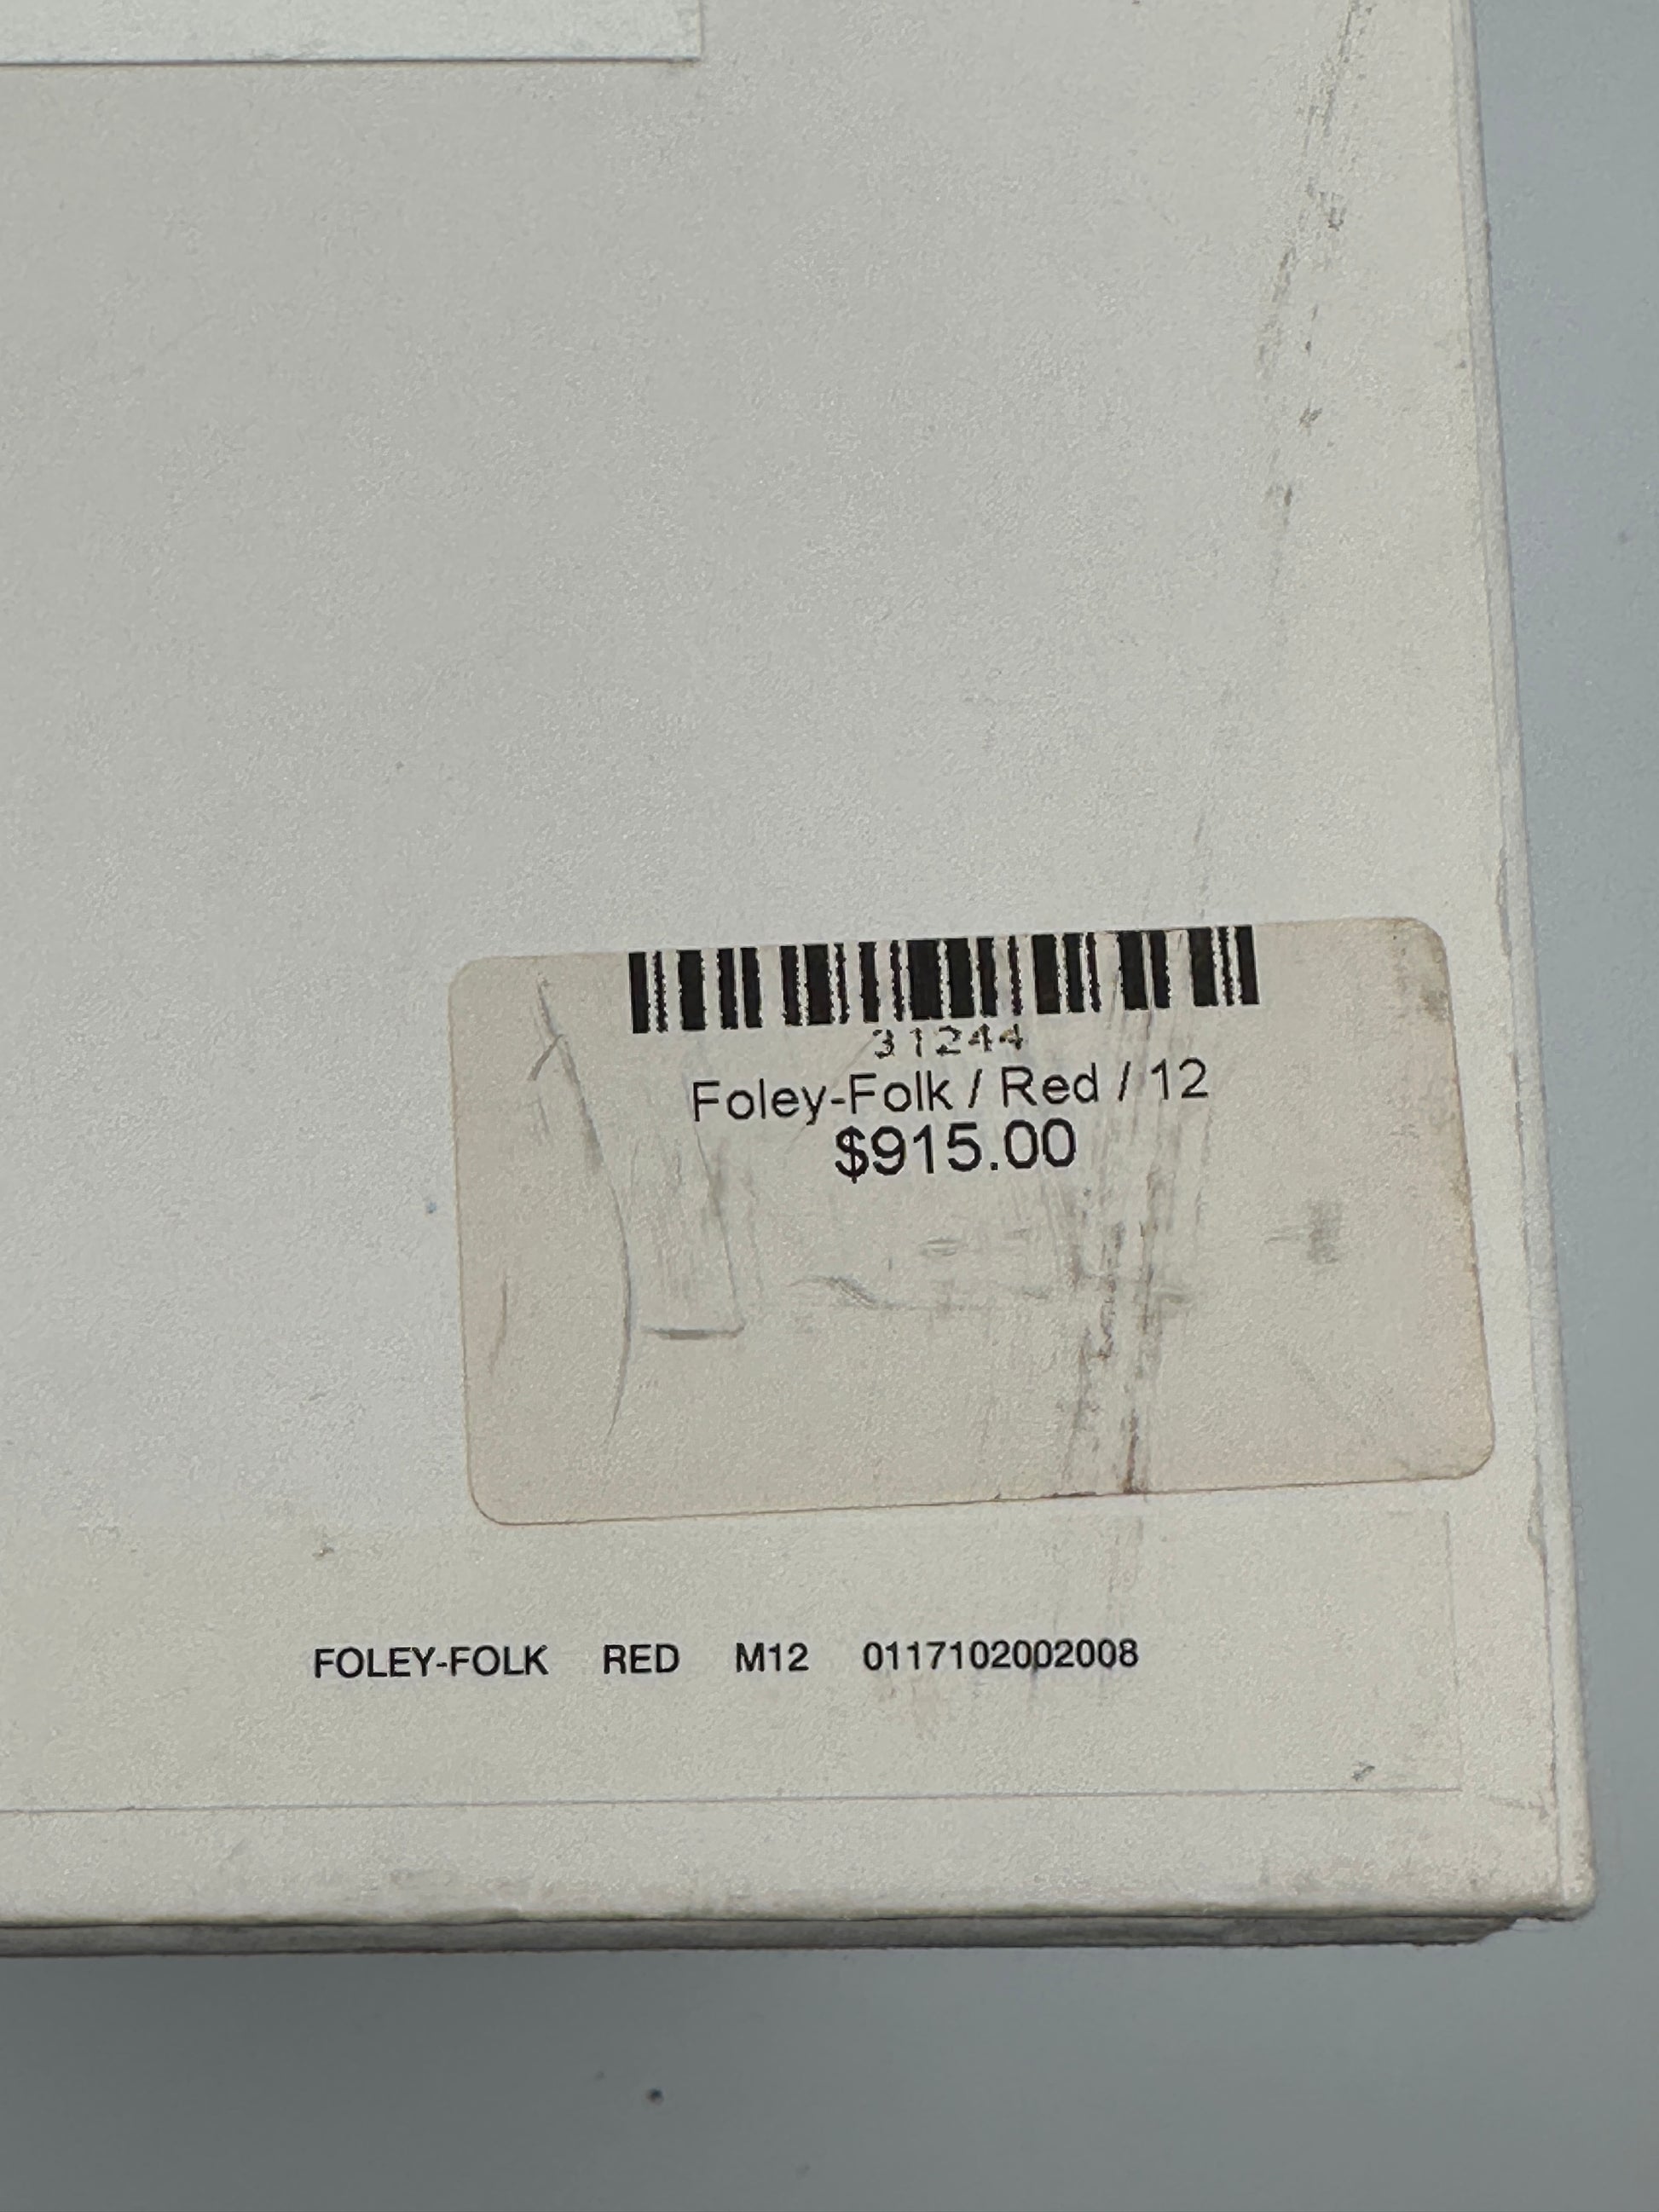 31244
Foley-Folk / Red / 12
$915.00
FOLEY-FOLK RED M12 0117102002008